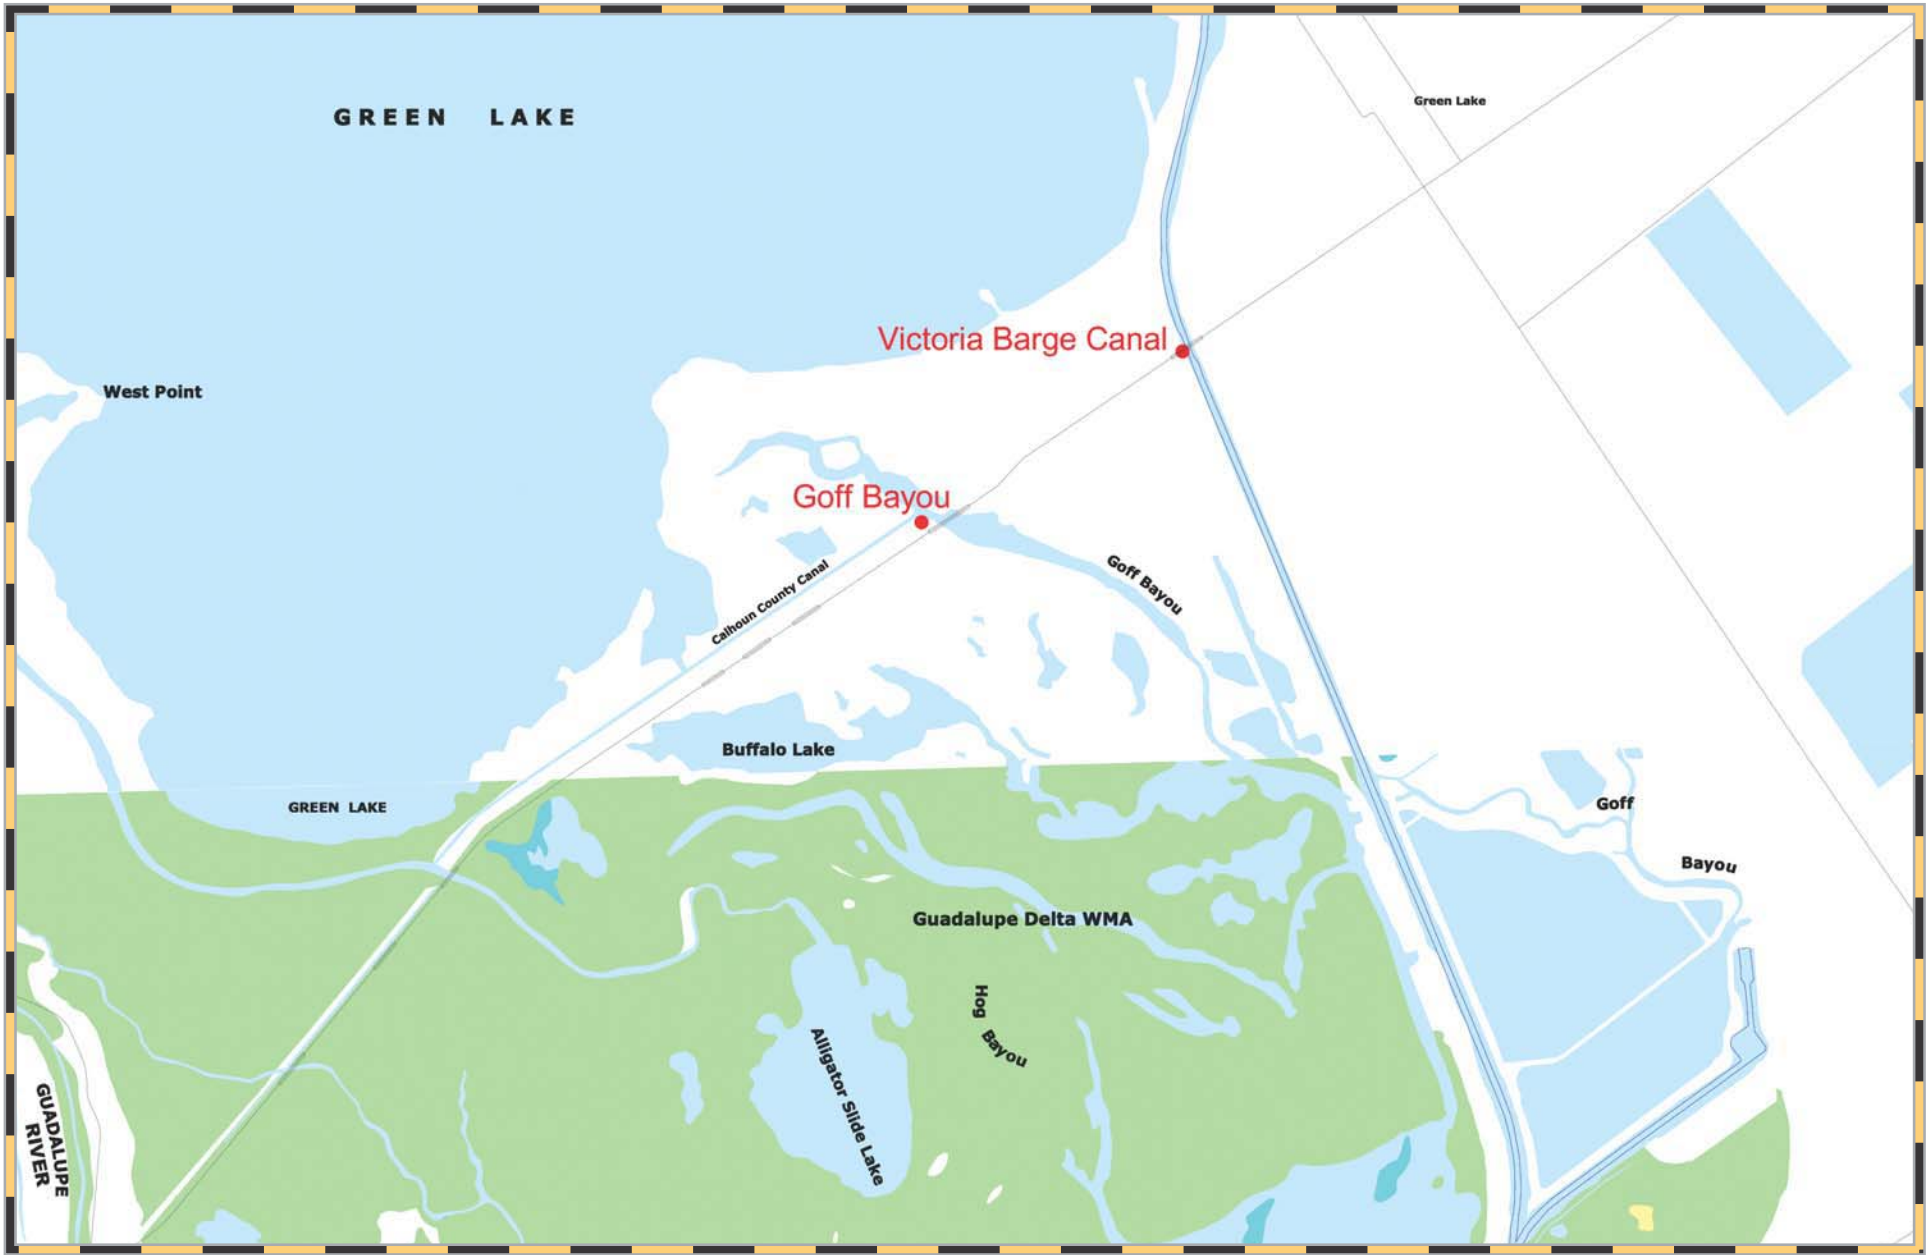 GREEN LAKE
Green Lake
Victoria Barge Canal
West Point
Goff Bayou
Calhoun County Canal
Goff Bayou
Buffalo Lake
GREEN LAKE
Goff
Bayou
Guadalupe Delta WMA
Hog
Bayou
Alligator Slide Lake
GUADALUPE
RIVER